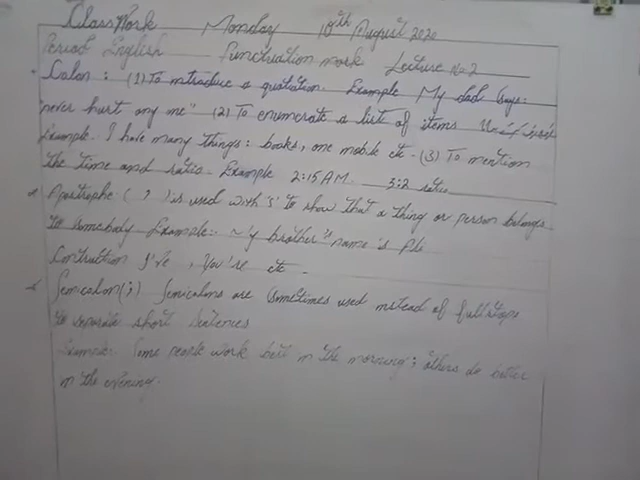 ClassWork Monday 10th August 2020
Period English Punctuation mark Lecture No 2
Colon : (1) To introduce a quotation. Example My dad says:
"never hurt any one" (2) To enumerate a list of items
Example. I have many things: books, one mobile etc. (3) To mention
the time and ratio. Example 2:15 AM. 3:2 ratio
Apostrophe ( ' ) is used with 's' to show that a thing or person belongs
to somebody Example:- My brother's name is Ali
Contraction I've, You're etc.
Semicolon(;) Semicolons are sometimes used instead of full stops
to separate short sentences
Example: Some people work best in the morning; others do better
in the evening.